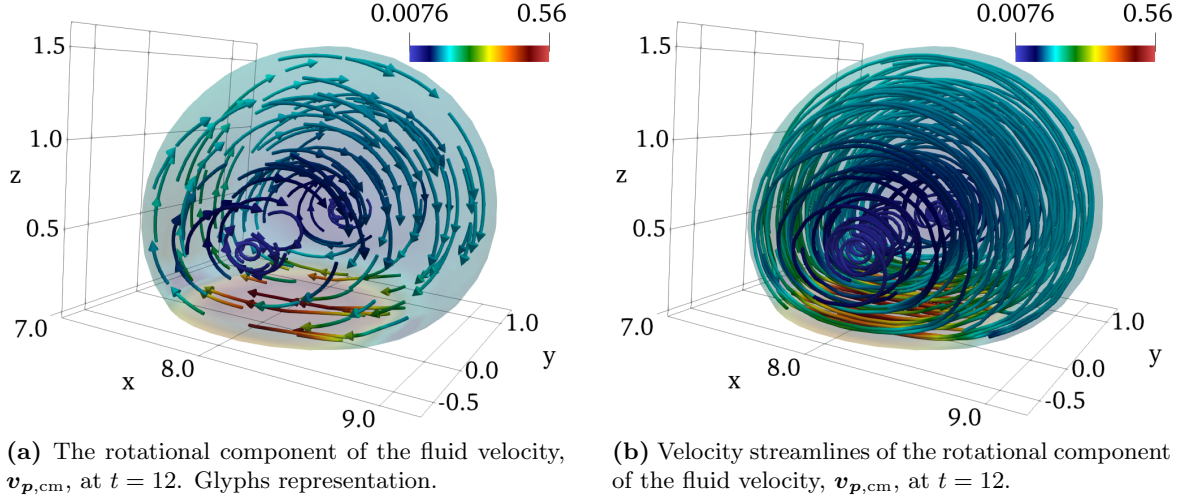 0.0076 0.56
1.5
1.0
z
0.5
7.0
1.0
y
8.0
0.0
x
-0.5
9.0
(a) The rotational component of the fluid velocity,
𝒗𝒑,cm, at t = 12. Glyphs representation.
0.0076 0.56
1.5
1.0
z
0.5
7.0
1.0
y
8.0
0.0
x
-0.5
9.0
(b) Velocity streamlines of the rotational component
of the fluid velocity, 𝒗𝒑,cm, at t = 12.